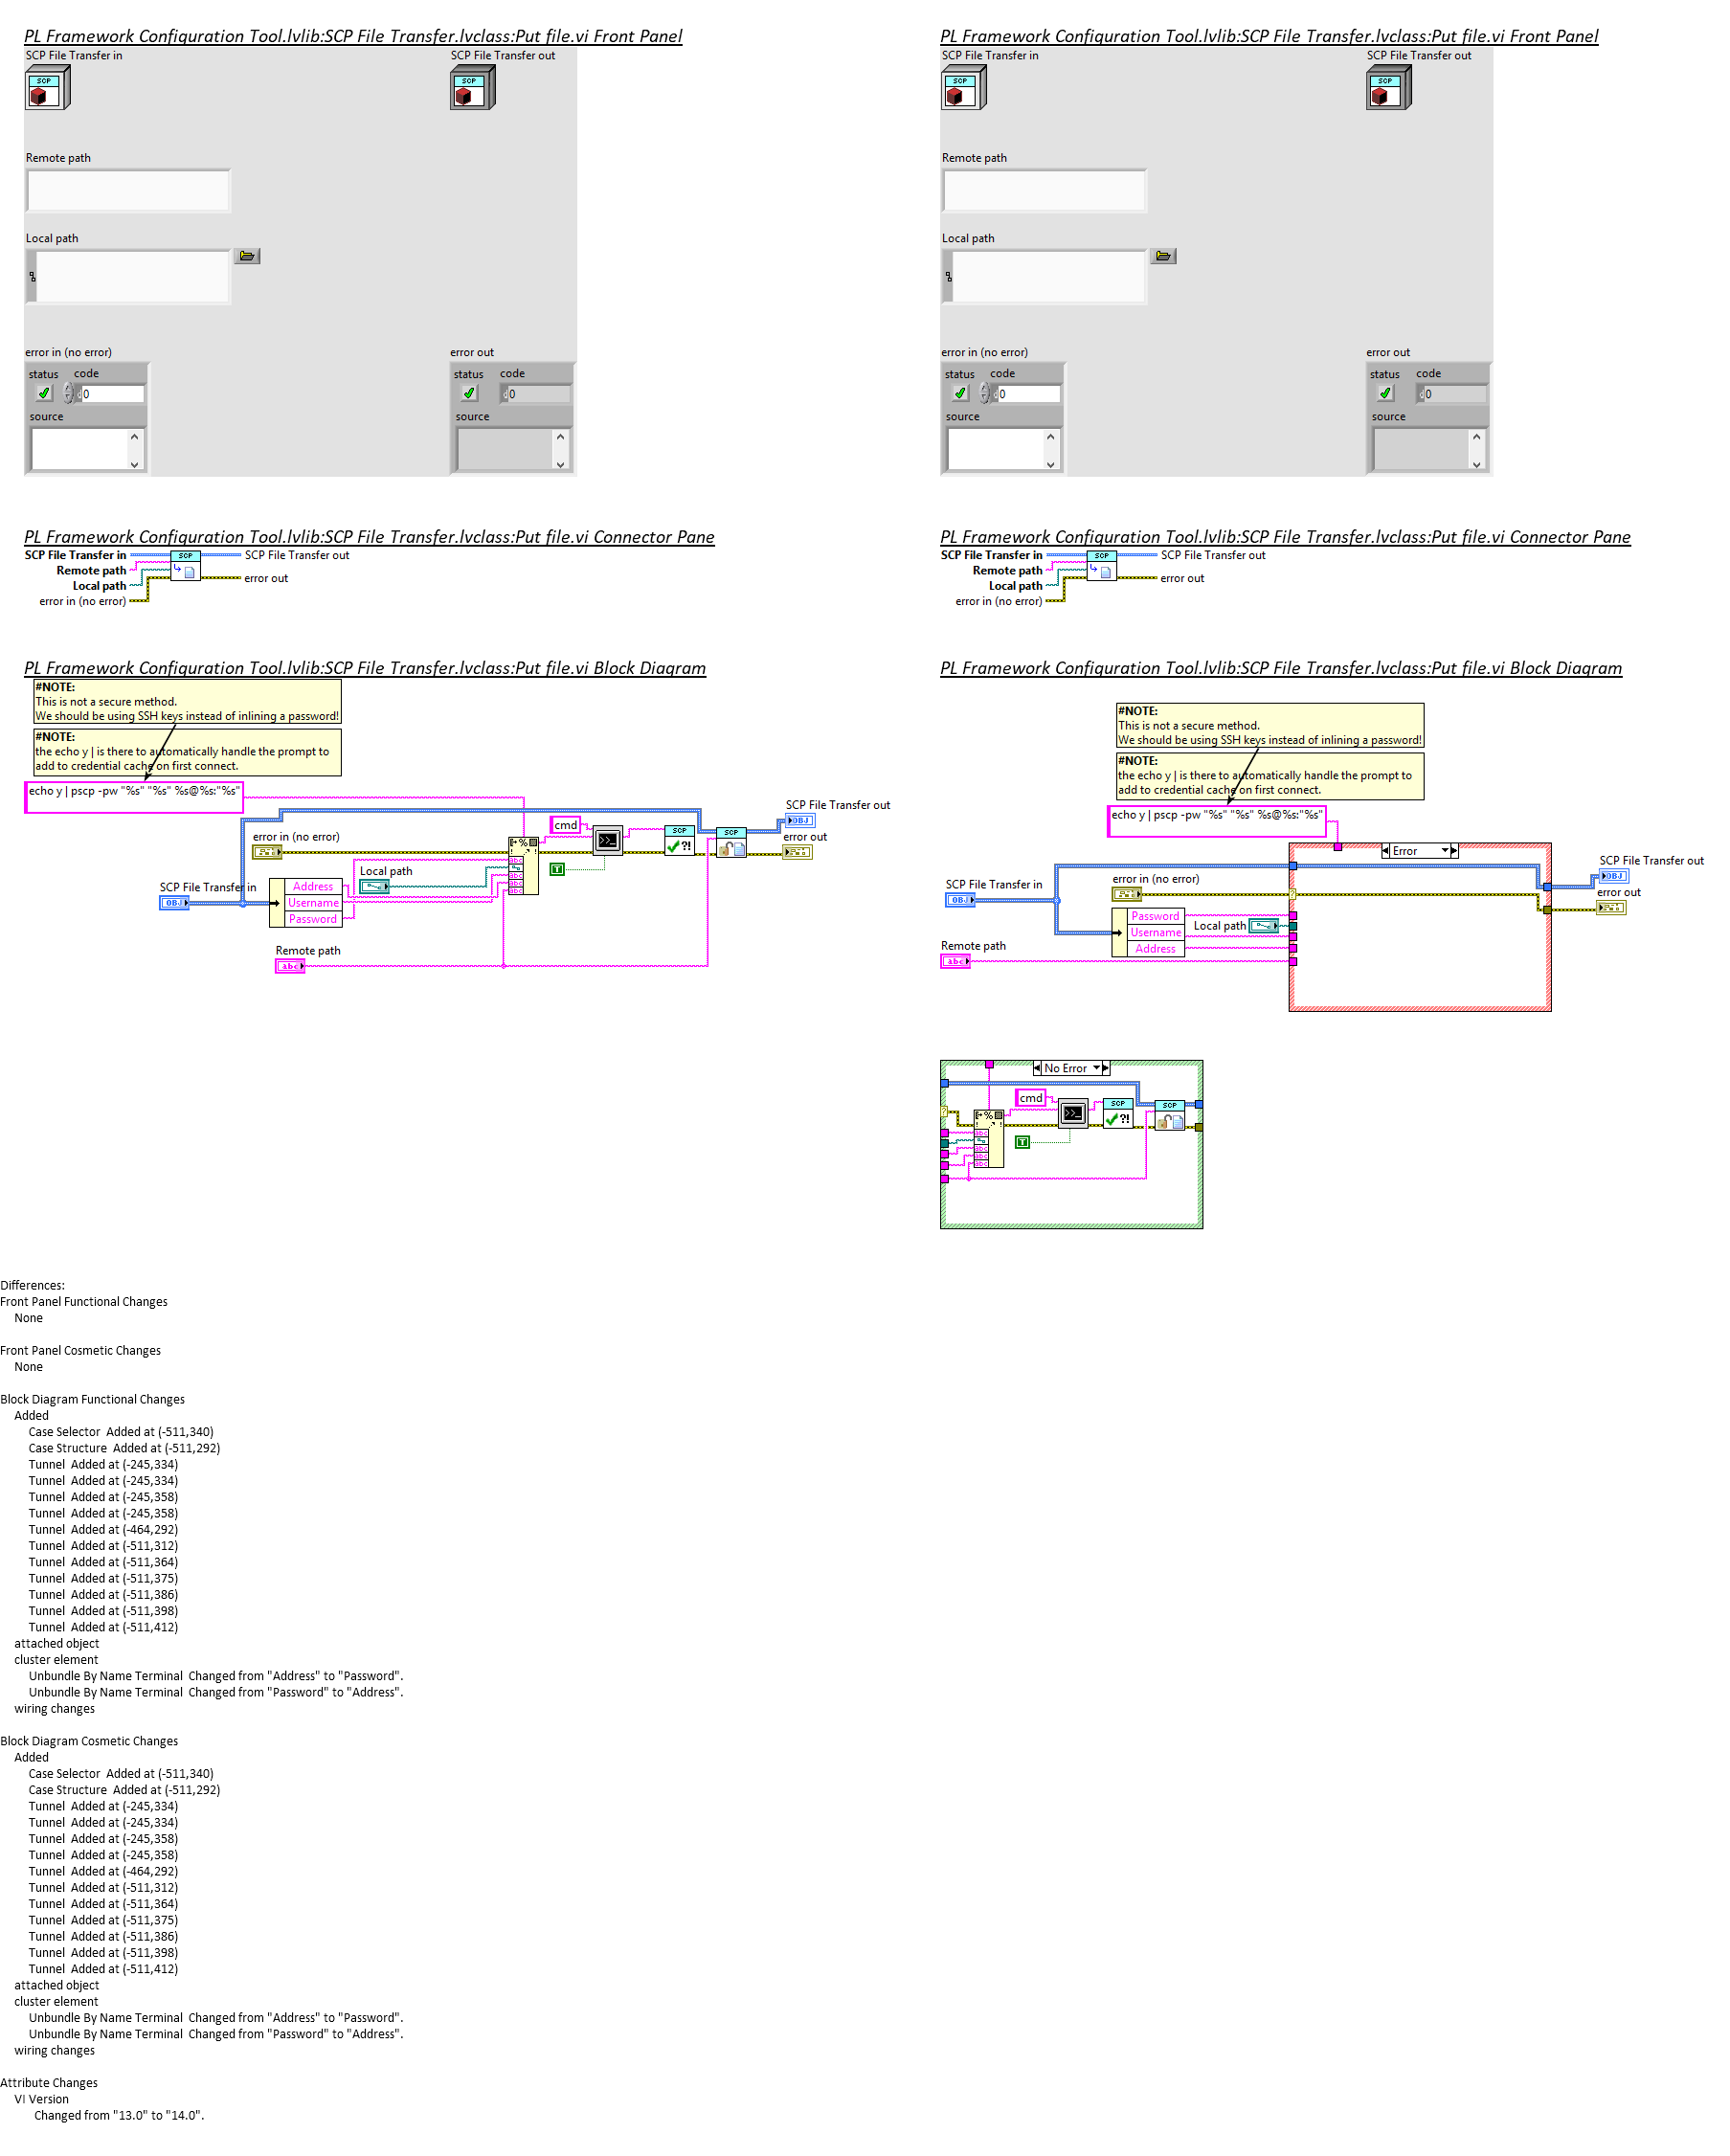 PL Framework Configuration Tool.lvlib:SCP File Transfer.lvclass:Put file.vi Front Panel
SCP File Transfer in
SCP File Transfer out
SCP
SCP
Remote path
Local path
error in (no error)
error out
status code
0
status code
0
source
source
PL Framework Configuration Tool.lvlib:SCP File Transfer.lvclass:Put file.vi Connector Pane
SCP File Transfer in
SCP
SCP File Transfer out
Remote path
Local path
error out
error in (no error)
PL Framework Configuration Tool.lvlib:SCP File Transfer.lvclass:Put file.vi Block Diagram
#NOTE:
This is not a secure method.
We should be using SSH keys instead of inlining a password!
#NOTE:
the echo y | is there to automatically handle the prompt to
add to credential cache on first connect.
echo y | pscp -pw "%s" "%s" %s@%s:"%s"
SCP File Transfer out
OBJ
cmd
SCP
?!
SCP
error out
error in (no error)
%
abc
abc
abc
abc
T
Local path
SCP File Transfer in
OBJ
Address
Username
Password
Remote path
abc
PL Framework Configuration Tool.lvlib:SCP File Transfer.lvclass:Put file.vi Front Panel
SCP File Transfer in
SCP File Transfer out
SCP
SCP
Remote path
Local path
error in (no error)
error out
status code
0
status code
0
source
source
PL Framework Configuration Tool.lvlib:SCP File Transfer.lvclass:Put file.vi Connector Pane
SCP File Transfer in
SCP
SCP File Transfer out
Remote path
Local path
error out
error in (no error)
PL Framework Configuration Tool.lvlib:SCP File Transfer.lvclass:Put file.vi Block Diagram
#NOTE:
This is not a secure method.
We should be using SSH keys instead of inlining a password!
#NOTE:
the echo y | is there to automatically handle the prompt to
add to credential cache on first connect.
echo y | pscp -pw "%s" "%s" %s@%s:"%s"
Error
SCP File Transfer out
OBJ
error out
SCP File Transfer in
OBJ
error in (no error)
?
Password
Username
Address
Local path
Remote path
abc
No Error
cmd
SCP
?!
SCP
?
%
abc
abc
abc
abc
T
Differences:
Front Panel Functional Changes
None
Front Panel Cosmetic Changes
None
Block Diagram Functional Changes
Added
Case Selector Added at (-511,340)
Case Structure Added at (-511,292)
Tunnel Added at (-245,334)
Tunnel Added at (-245,334)
Tunnel Added at (-245,358)
Tunnel Added at (-245,358)
Tunnel Added at (-464,292)
Tunnel Added at (-511,312)
Tunnel Added at (-511,364)
Tunnel Added at (-511,375)
Tunnel Added at (-511,386)
Tunnel Added at (-511,398)
Tunnel Added at (-511,412)
attached object
cluster element
Unbundle By Name Terminal Changed from "Address" to "Password".
Unbundle By Name Terminal Changed from "Password" to "Address".
wiring changes
Block Diagram Cosmetic Changes
Added
Case Selector Added at (-511,340)
Case Structure Added at (-511,292)
Tunnel Added at (-245,334)
Tunnel Added at (-245,334)
Tunnel Added at (-245,358)
Tunnel Added at (-245,358)
Tunnel Added at (-464,292)
Tunnel Added at (-511,312)
Tunnel Added at (-511,364)
Tunnel Added at (-511,375)
Tunnel Added at (-511,386)
Tunnel Added at (-511,398)
Tunnel Added at (-511,412)
attached object
cluster element
Unbundle By Name Terminal Changed from "Address" to "Password".
Unbundle By Name Terminal Changed from "Password" to "Address".
wiring changes
Attribute Changes
VI Version
Changed from "13.0" to "14.0".